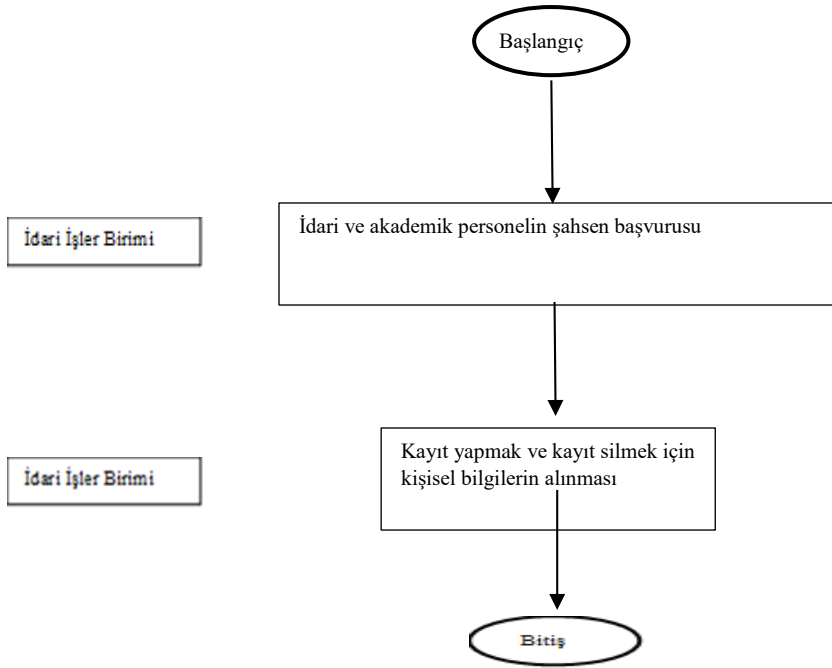 Başlangıç
İdari İşler Birimi
İdari ve akademik personelin şahsen başvurusu
İdari İşler Birimi
Kayıt yapmak ve kayıt silmek için
kişisel bilgilerin alınması
Bitiş